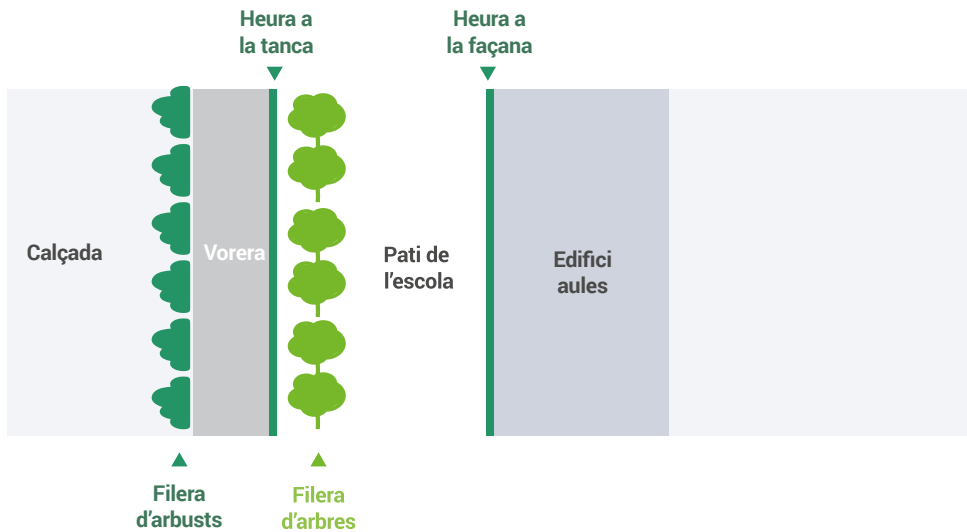 Heura a
la tanca
Heura a
la façana
Calçada
Vorera
Pati de
l’escola
Edifici
aules
Filera
d’arbusts
Filera
d’arbres